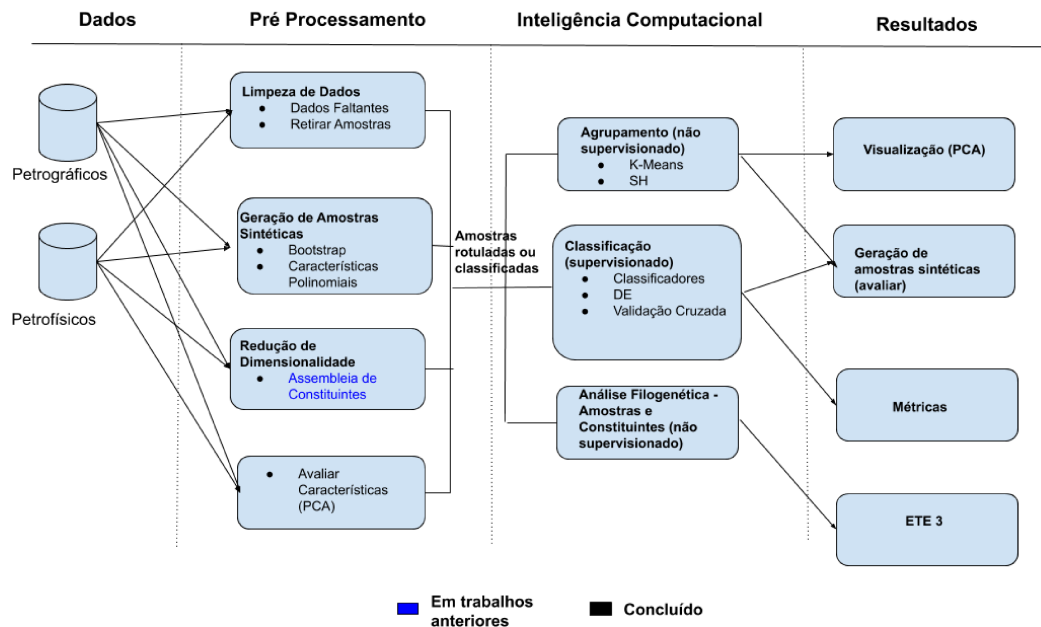 Dados
Pré Processamento
Inteligência Computacional
Resultados
Petrográficos
Petrofísicos
Limpeza de Dados
● Dados Faltantes
● Retirar Amostras
Geração de Amostras
Sintéticas
● Bootstrap
● Características
Polinomiais
Redução de
Dimensionalidade
● Assembleia de
Constituintes
● Avaliar
Características
(PCA)
Amostras
rotuladas ou
classificadas
Agrupamento (não
supervisionado)
● K-Means
● SH
Classificação
(supervisionado)
● Classificadores
● DE
● Validação Cruzada
Análise Filogenética -
Amostras e
Constituintes (não
supervisionado)
Visualização (PCA)
Geração de
amostras sintéticas
(avaliar)
Métricas
ETE 3
Em trabalhos
anteriores
Concluído